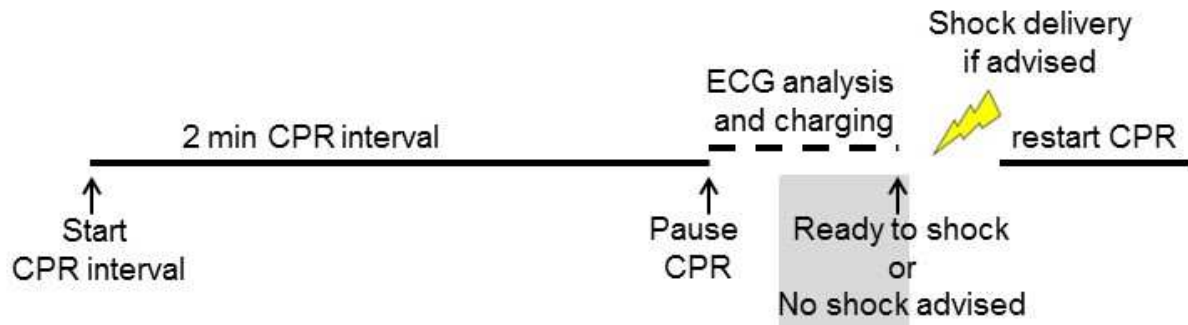 Shock delivery
if advised
ECG analysis
and charging
2 min CPR interval
restart CPR
Start
CPR interval
Pause
CPR
Ready to shock
or
No shock advised